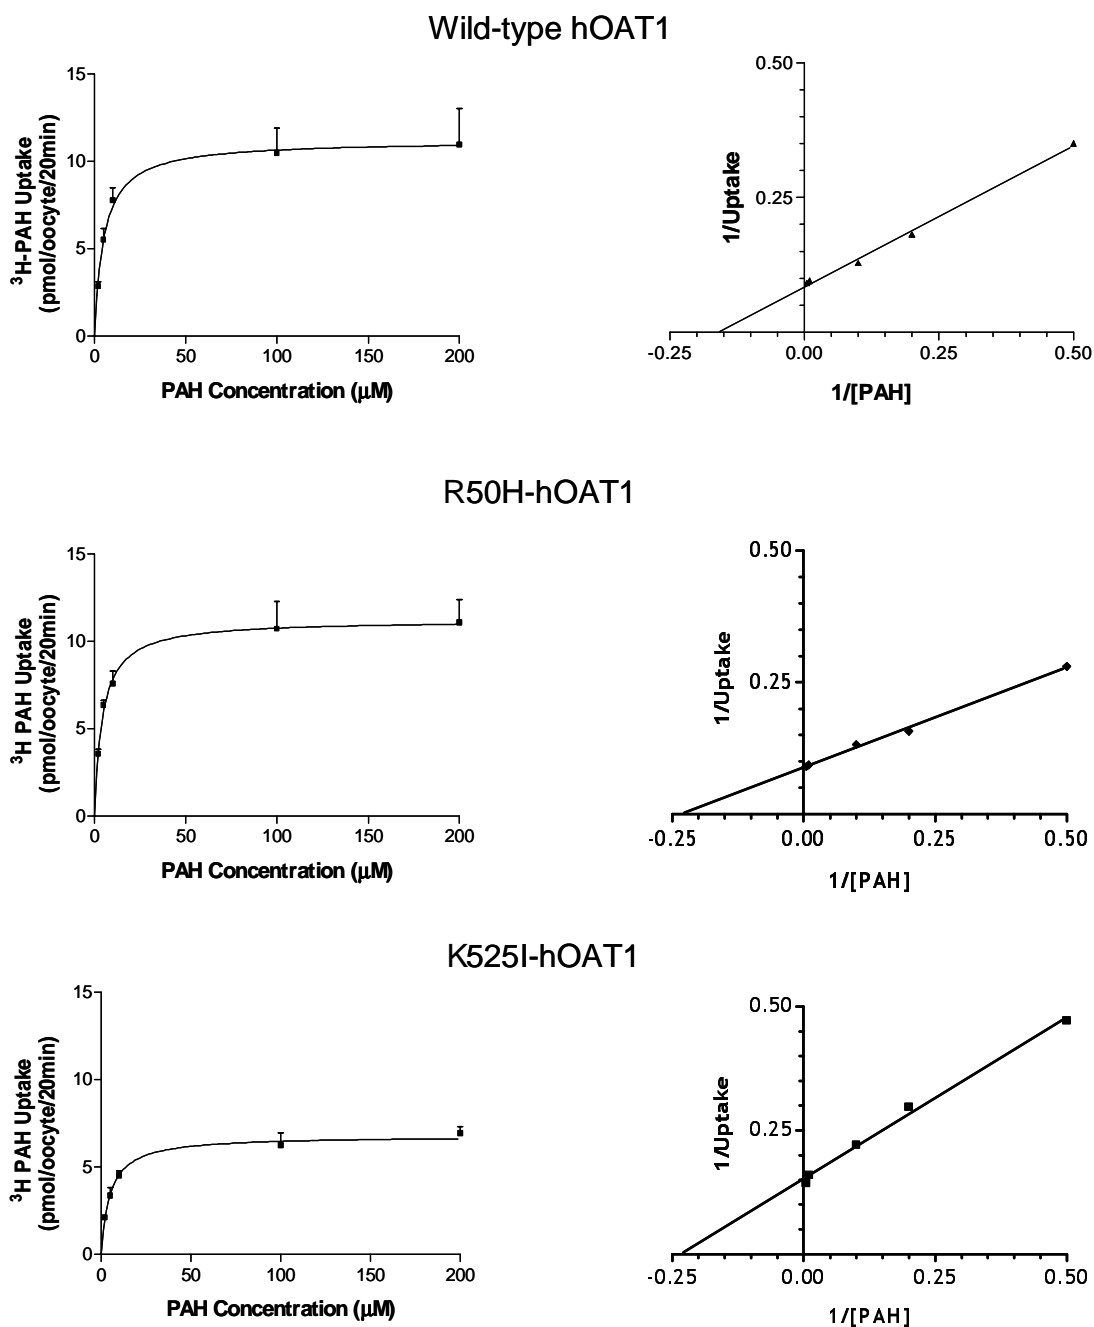 Wild-type hOAT1
15
10
5
0
0 50 100 150 200
³H-PAH Uptake
(pmol/oocyte/20min)
PAH Concentration (μM)
0.50
0.25
-0.25 0.00 0.25 0.50
1/Uptake
1/[PAH]
R50H-hOAT1
15
10
5
0
0 50 100 150 200
³H PAH Uptake
(pmol/oocyte/20min)
PAH Concentration (μM)
0.50
0.25
-0.25 0.00 0.25 0.50
1/Uptake
1/[PAH]
K525I-hOAT1
15
10
5
0
0 50 100 150 200
³H PAH Uptake
(pmol/oocyte/20min)
PAH Concentration (μM)
0.50
0.25
-0.25 0.00 0.25 0.50
1/Uptake
1/[PAH]